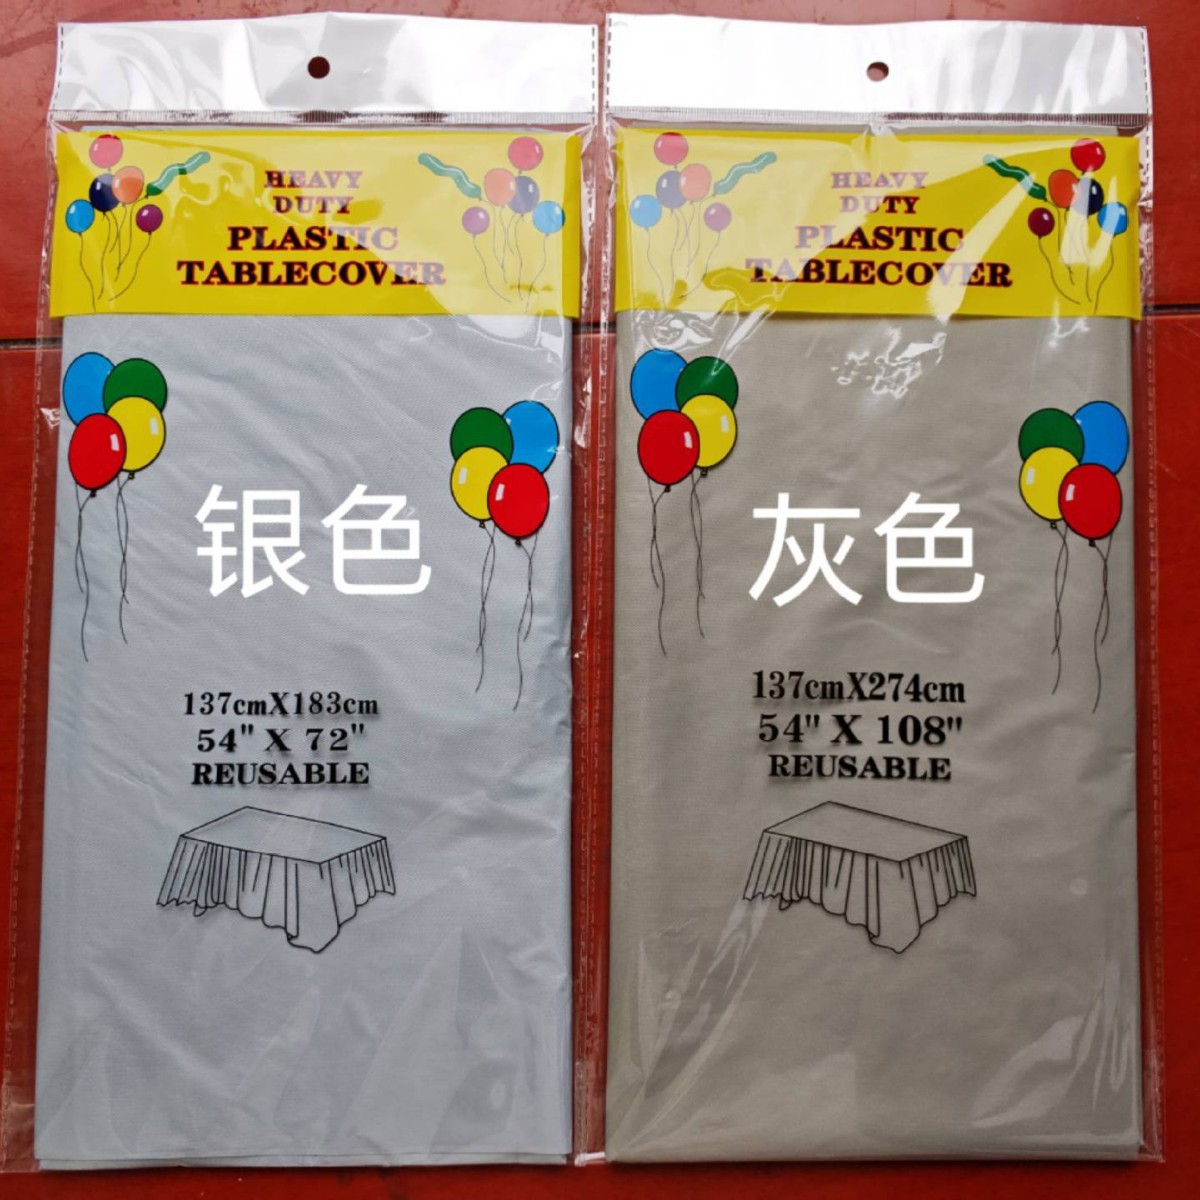 HEAVY
DUTY
PLASTIC
TABLECOVER
银色
137cmX183cm
54" X 72"
REUSABLE
HEAVY
DUTY
PLASTIC
TABLECOVER
灰色
137cmX274cm
54" X 108"
REUSABLE